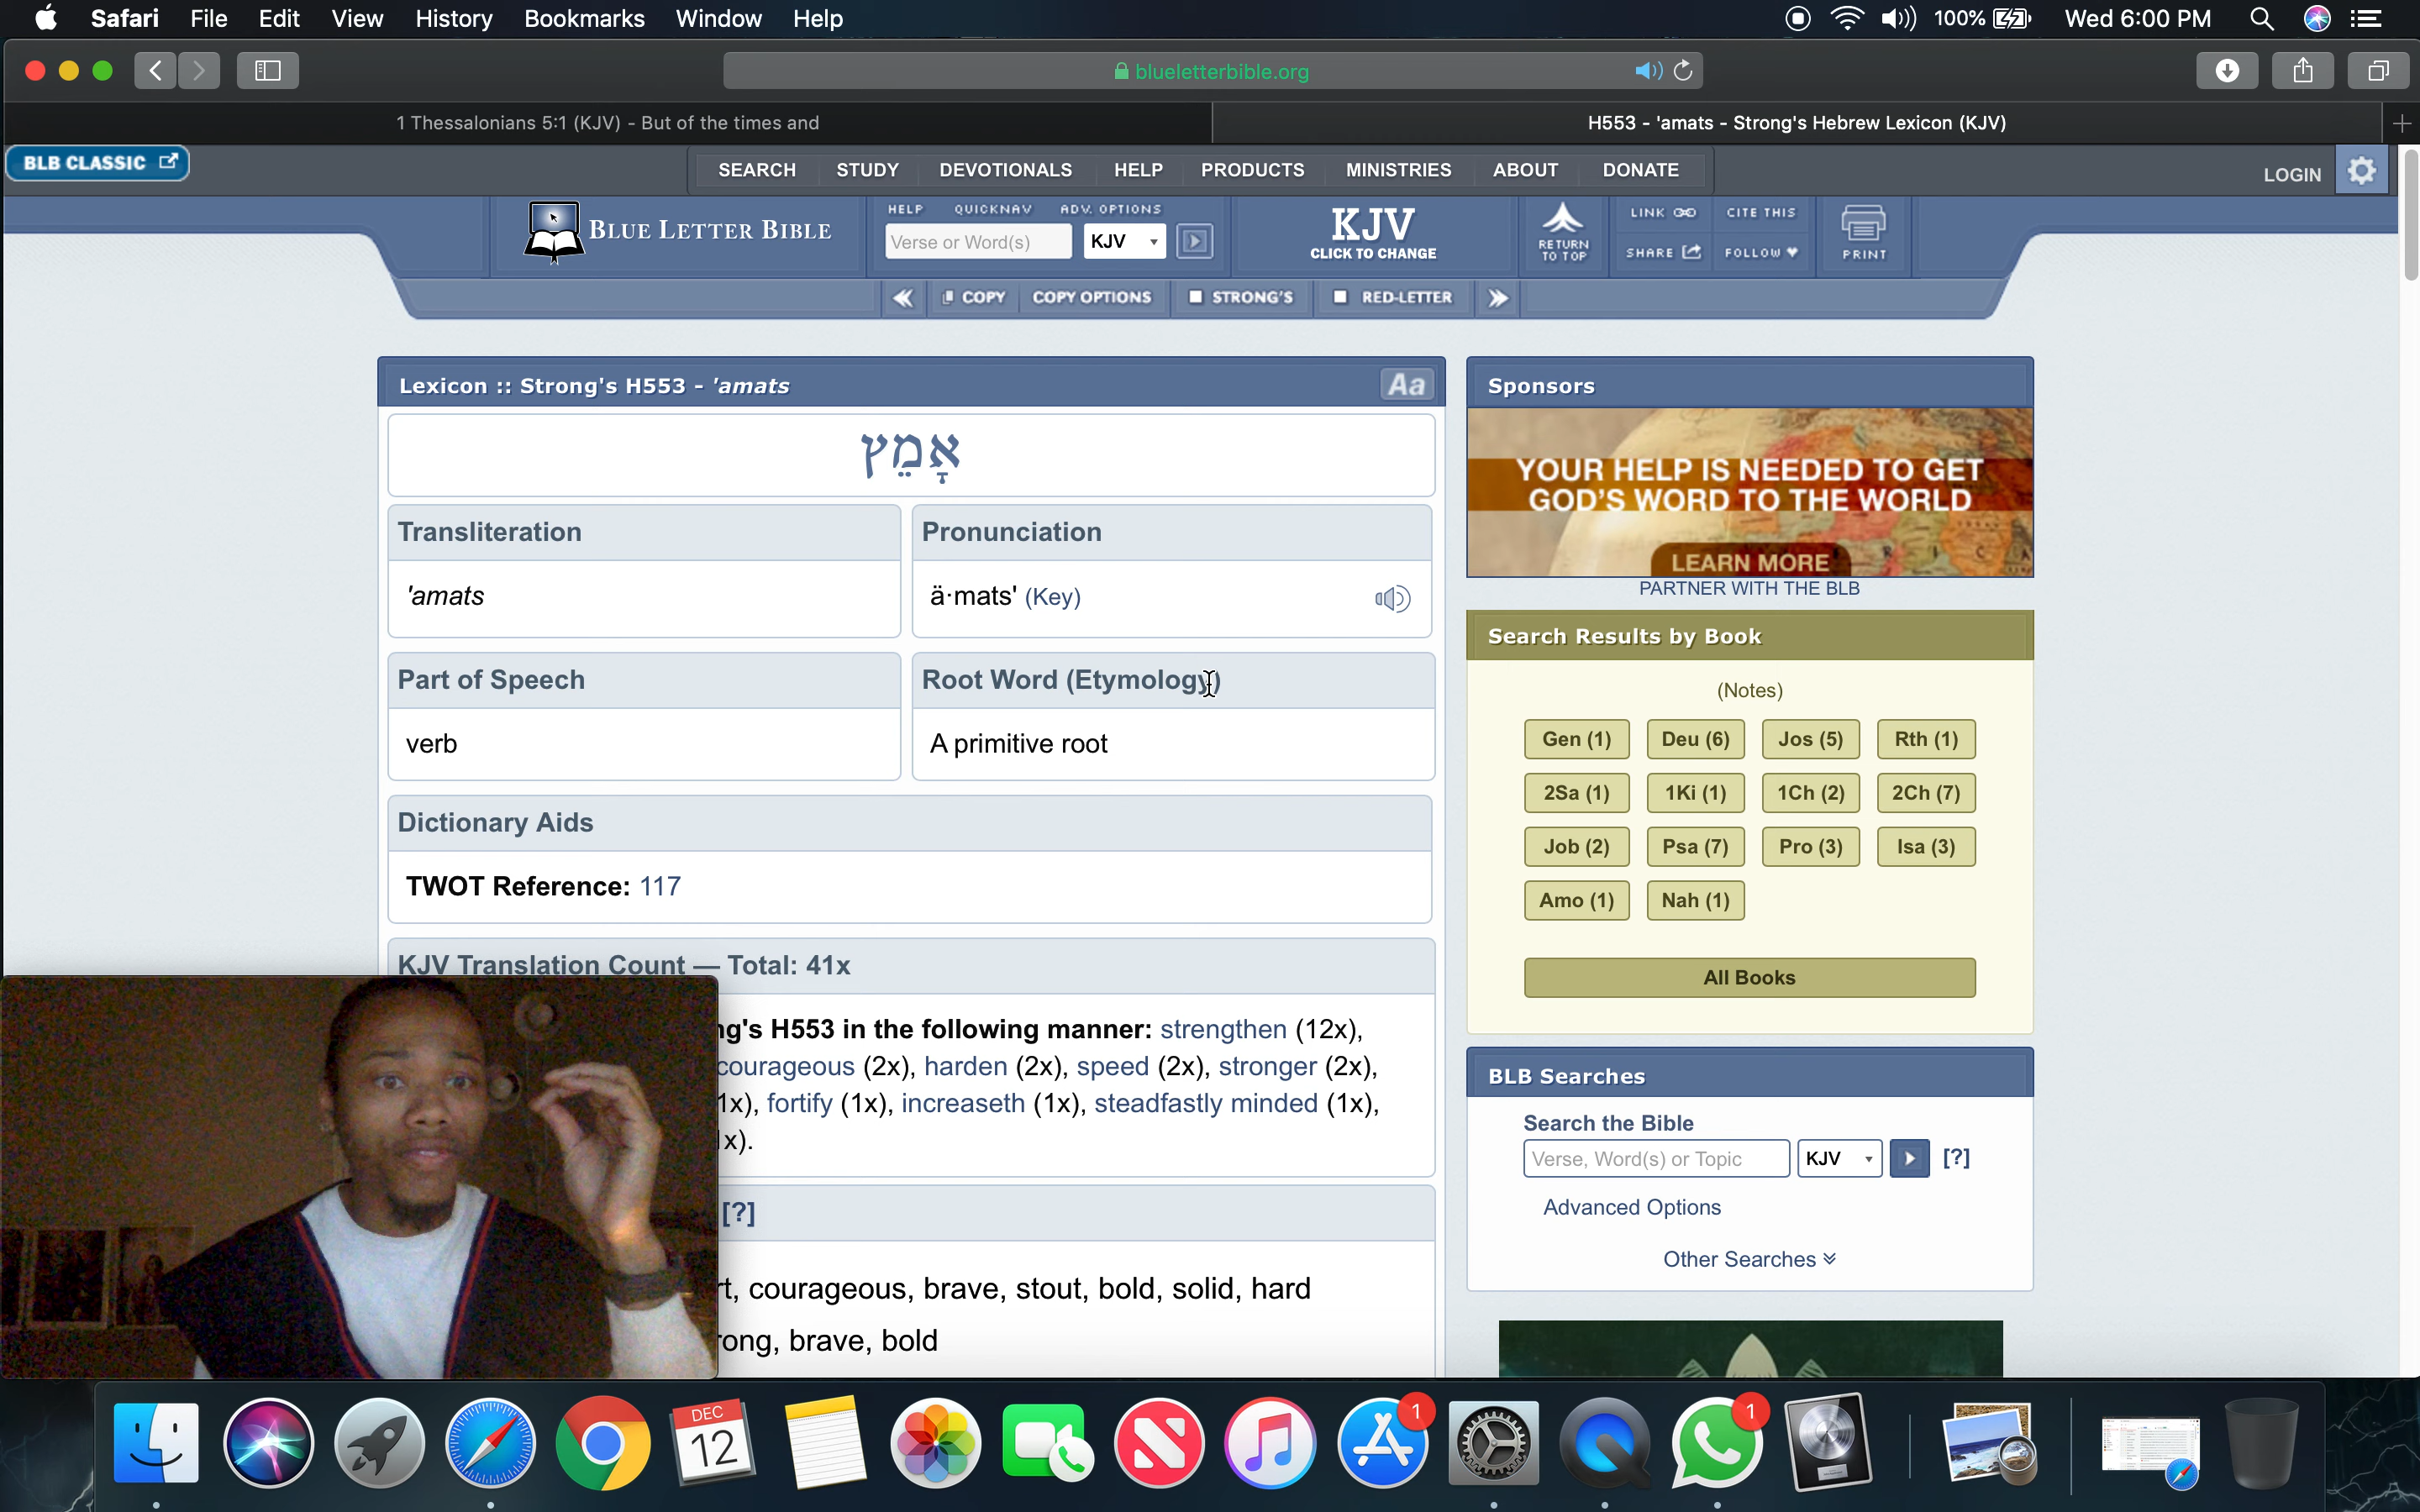 Safari File Edit View History Bookmarks Window Help 100% Wed 6:00 PM
blueletterbible.org
1 Thessalonians 5:1 (KJV) - But of the times and
H553 - 'amats - Strong's Hebrew Lexicon (KJV)
BLB CLASSIC
SEARCH STUDY DEVOTIONALS HELP PRODUCTS MINISTRIES ABOUT DONATE
LOGIN
BLUE LETTER BIBLE
HELP QUICKNAV ADV. OPTIONS
Verse or Word(s) KJV
KJV
CLICK TO CHANGE
RETURN
TO TOP
LINK CITE THIS
SHARE FOLLOW
PRINT
COPY COPY OPTIONS STRONG'S RED-LETTER
Lexicon :: Strong's H553 - 'amats
Aa
אָמֵץ
Transliteration
'amats
Pronunciation
ä·mats' (Key)
Part of Speech
verb
Root Word (Etymology)
A primitive root
Dictionary Aids
TWOT Reference: 117
KJV Translation Count — Total: 41x
ng's H553 in the following manner: strengthen (12x),
courageous (2x), harden (2x), speed (2x), stronger (2x),
1x), fortify (1x), increaseth (1x), steadfastly minded (1x),
x).
[?]
rt, courageous, brave, stout, bold, solid, hard
rong, brave, bold
Sponsors
YOUR HELP IS NEEDED TO GET
GOD'S WORD TO THE WORLD
LEARN MORE
PARTNER WITH THE BLB
Search Results by Book
(Notes)
Gen (1) Deu (6) Jos (5) Rth (1)
2Sa (1) 1Ki (1) 1Ch (2) 2Ch (7)
Job (2) Psa (7) Pro (3) Isa (3)
Amo (1) Nah (1)
All Books
BLB Searches
Search the Bible
Verse, Word(s) or Topic KJV [?]
Advanced Options
Other Searches
DEC
12
1
1